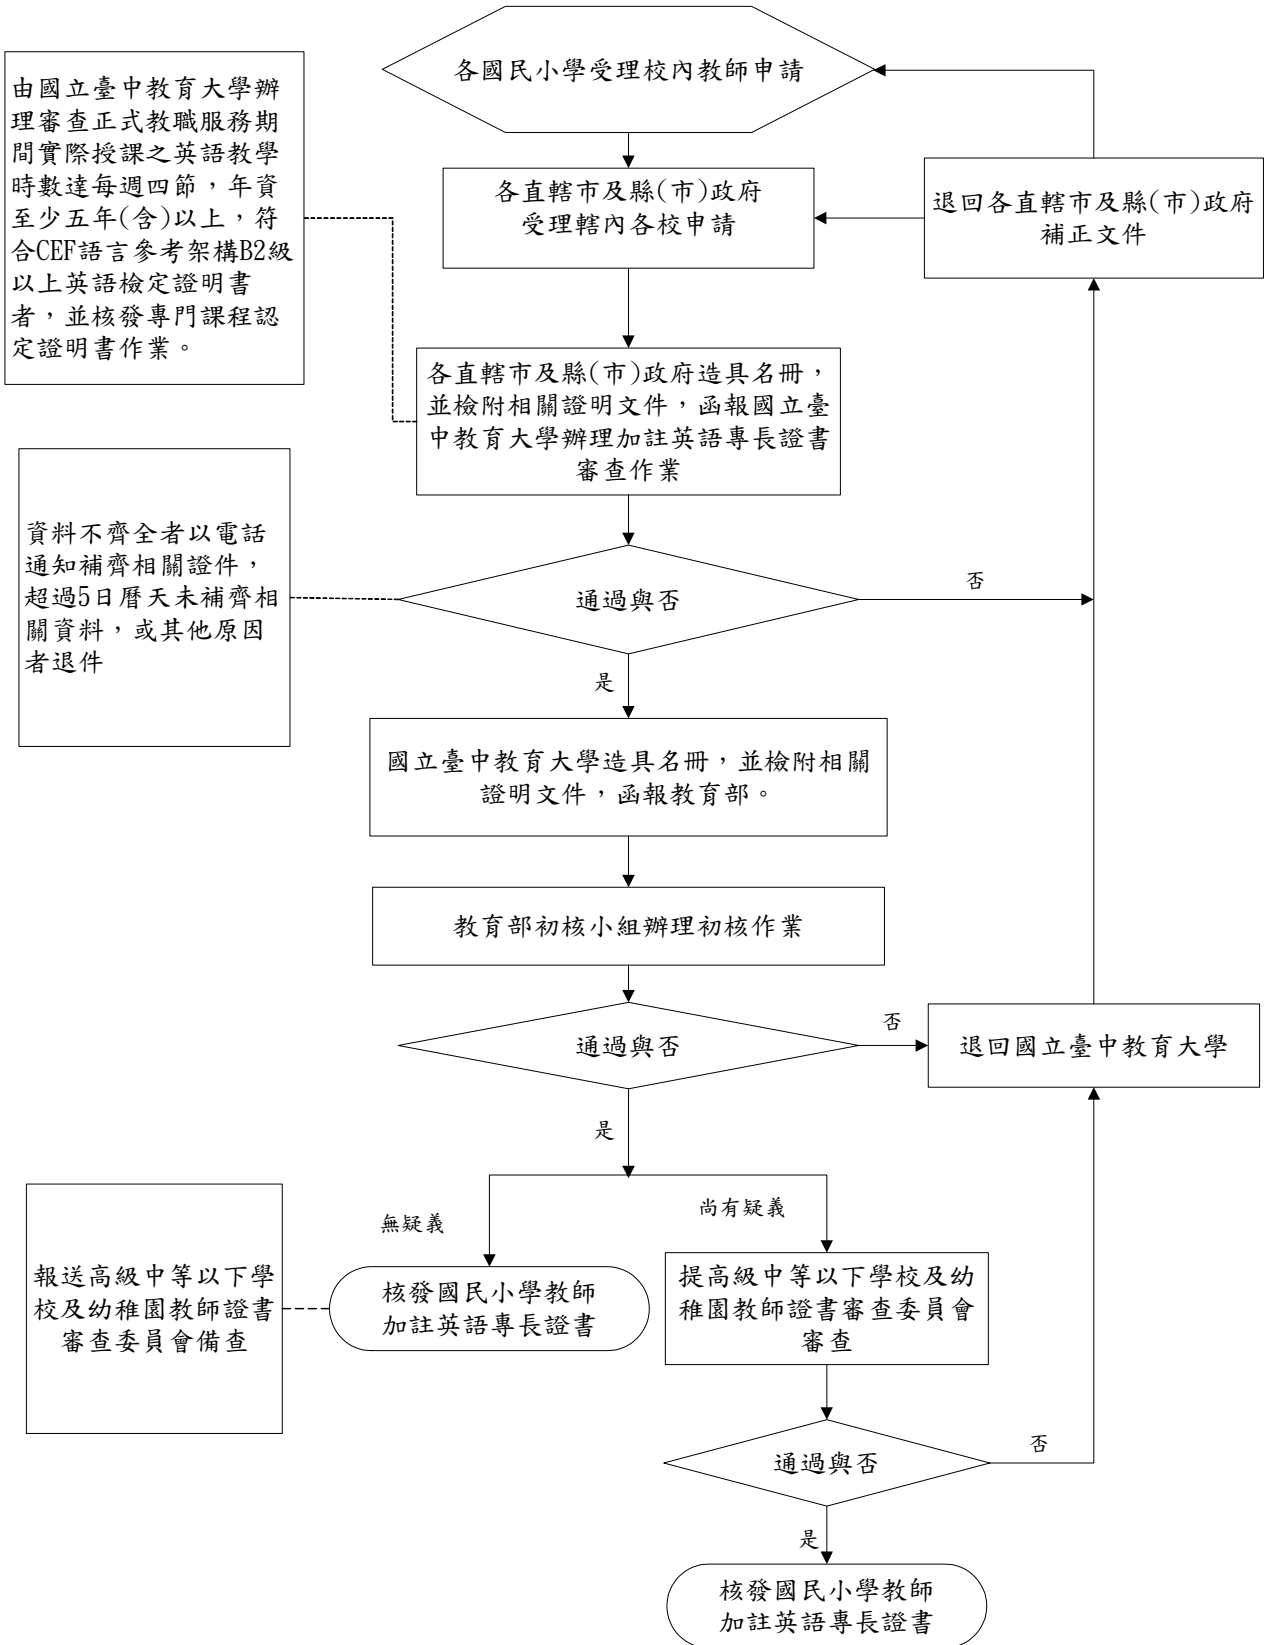 各國民小學受理校內教師申請
由國立臺中教育大學辦
理審查正式教職服務期
間實際授課之英語教學
時數達每週四節，年資
至少五年(含)以上，符
合CEF語言參考架構B2級
以上英語檢定證明書
者，並核發專門課程認
定證明書作業。
各直轄市及縣(市)政府
受理轄內各校申請
退回各直轄市及縣(市)政府
補正文件
各直轄市及縣(市)政府造具名冊，
並檢附相關證明文件，函報國立臺
中教育大學辦理加註英語專長證書
審查作業
資料不齊全者以電話
通知補齊相關證件，
超過5日曆天未補齊相
關資料，或其他原因
者退件
通過與否
否
是
國立臺中教育大學造具名冊，並檢附相關
證明文件，函報教育部。
教育部初核小組辦理初核作業
通過與否
否
退回國立臺中教育大學
是
無疑義
尚有疑義
報送高級中等以下學
校及幼稚園教師證書
審查委員會備查
核發國民小學教師
加註英語專長證書
提高級中等以下學校及幼
稚園教師證書審查委員會
審查
通過與否
否
是
核發國民小學教師
加註英語專長證書